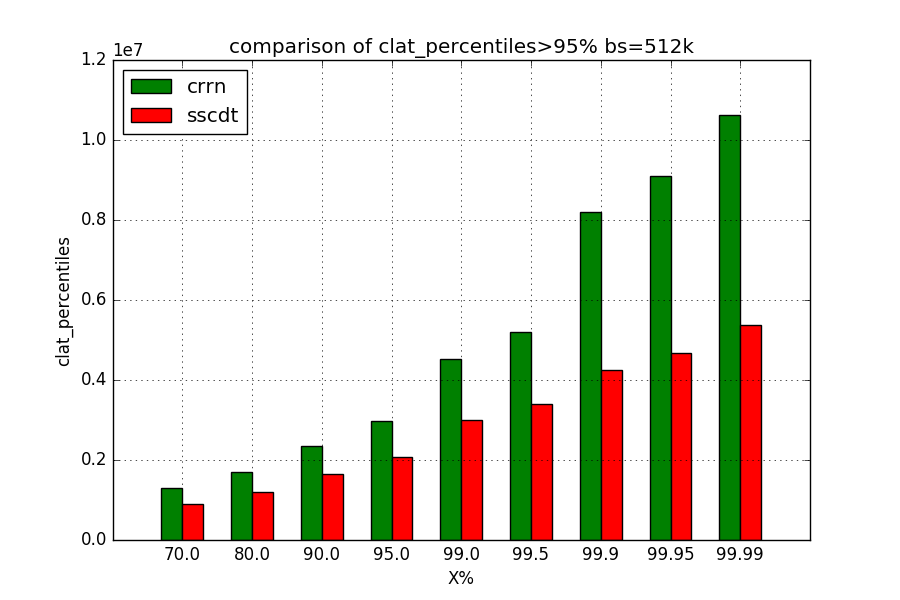 comparison of clat_percentiles>95% bs=512k
1e7
1.2
1.0
0.8
0.6
0.4
0.2
0.0
clat_percentiles
crrn
sscdt
70.0 80.0 90.0 95.0 99.0 99.5 99.9 99.95 99.99
X%